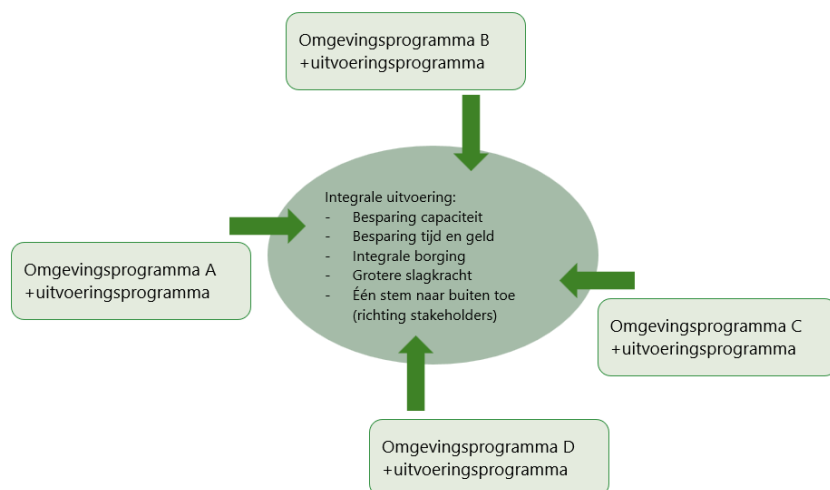 Omgevingsprogramma B
+uitvoeringsprogramma
Integrale uitvoering:
- Besparing capaciteit
- Besparing tijd en geld
- Integrale borging
- Grotere slagkracht
- Één stem naar buiten toe
(richting stakeholders)
Omgevingsprogramma A
+uitvoeringsprogramma
Omgevingsprogramma C
+uitvoeringsprogramma
Omgevingsprogramma D
+uitvoeringsprogramma